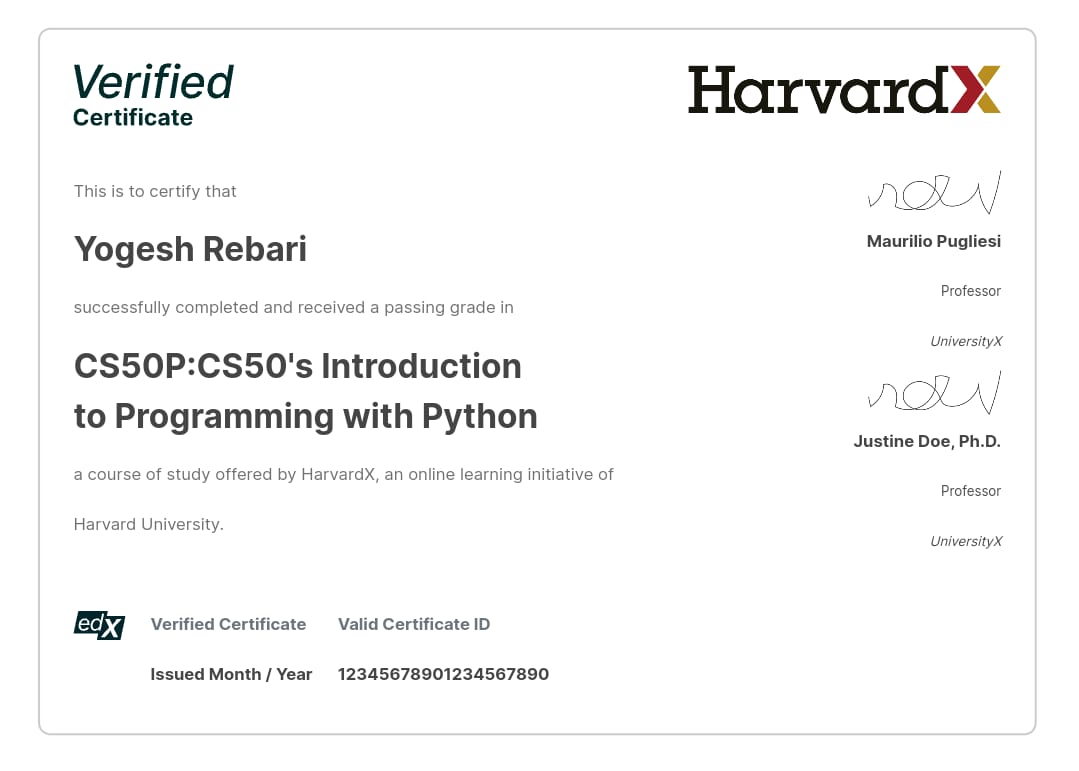 Verified
Certificate
HarvardX
This is to certify that
Yogesh Rebari
successfully completed and received a passing grade in
CS50P:CS50's Introduction
to Programming with Python
a course of study offered by HarvardX, an online learning initiative of
Harvard University.
Maurilio Pugliesi
Professor
UniversityX
Justine Doe, Ph.D.
Professor
UniversityX
edX
Verified Certificate
Valid Certificate ID
Issued Month / Year
12345678901234567890